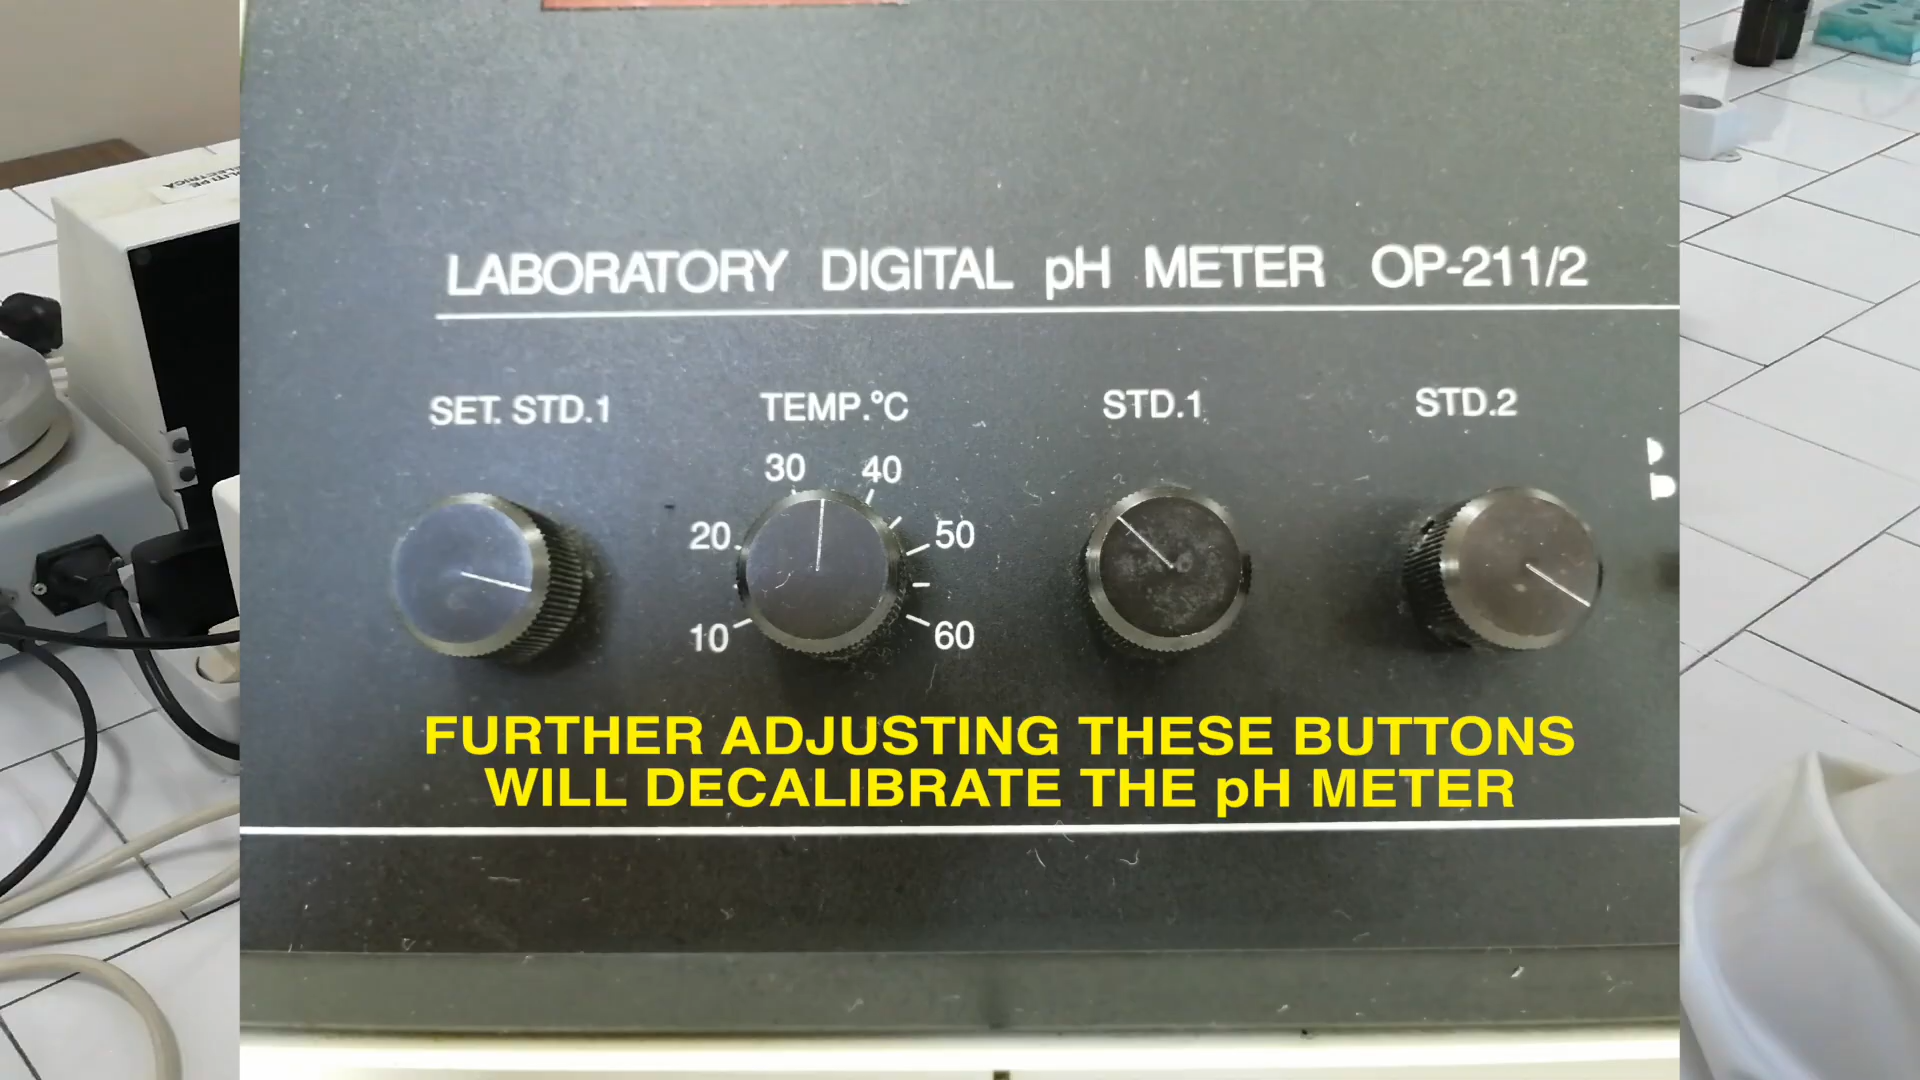 LABORATORY DIGITAL pH METER OP-211/2
SET. STD.1 TEMP.°C STD.1 STD.2
30 40
20 50
10 60
FURTHER ADJUSTING THESE BUTTONS
WILL DECALIBRATE THE pH METER